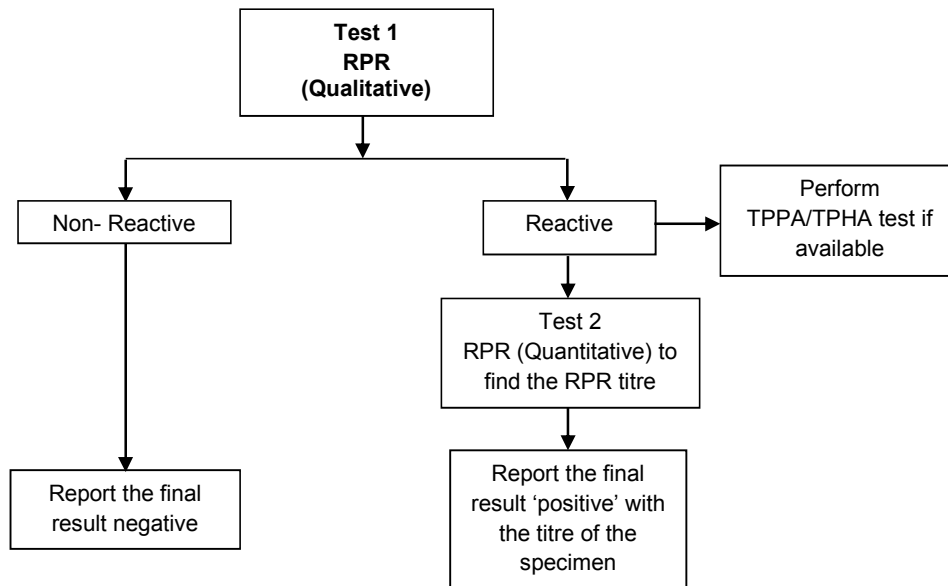 Test 1
RPR
(Qualitative)
Non- Reactive
Reactive
Perform
TPPA/TPHA test if
available
Test 2
RPR (Quantitative) to
find the RPR titre
Report the final
result negative
Report the final
result ‘positive’ with
the titre of the
specimen